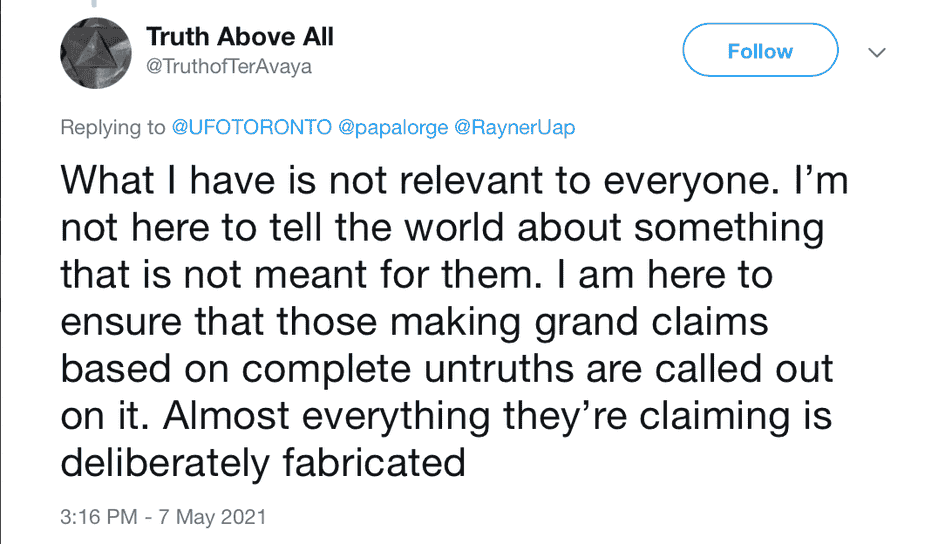 Truth Above All
@TruthofTerAvaya
Follow
Replying to @UFOTORONTO @papalorge @RaynerUap
What I have is not relevant to everyone. I’m
not here to tell the world about something
that is not meant for them. I am here to
ensure that those making grand claims
based on complete untruths are called out
on it. Almost everything they’re claiming is
deliberately fabricated
3:16 PM - 7 May 2021